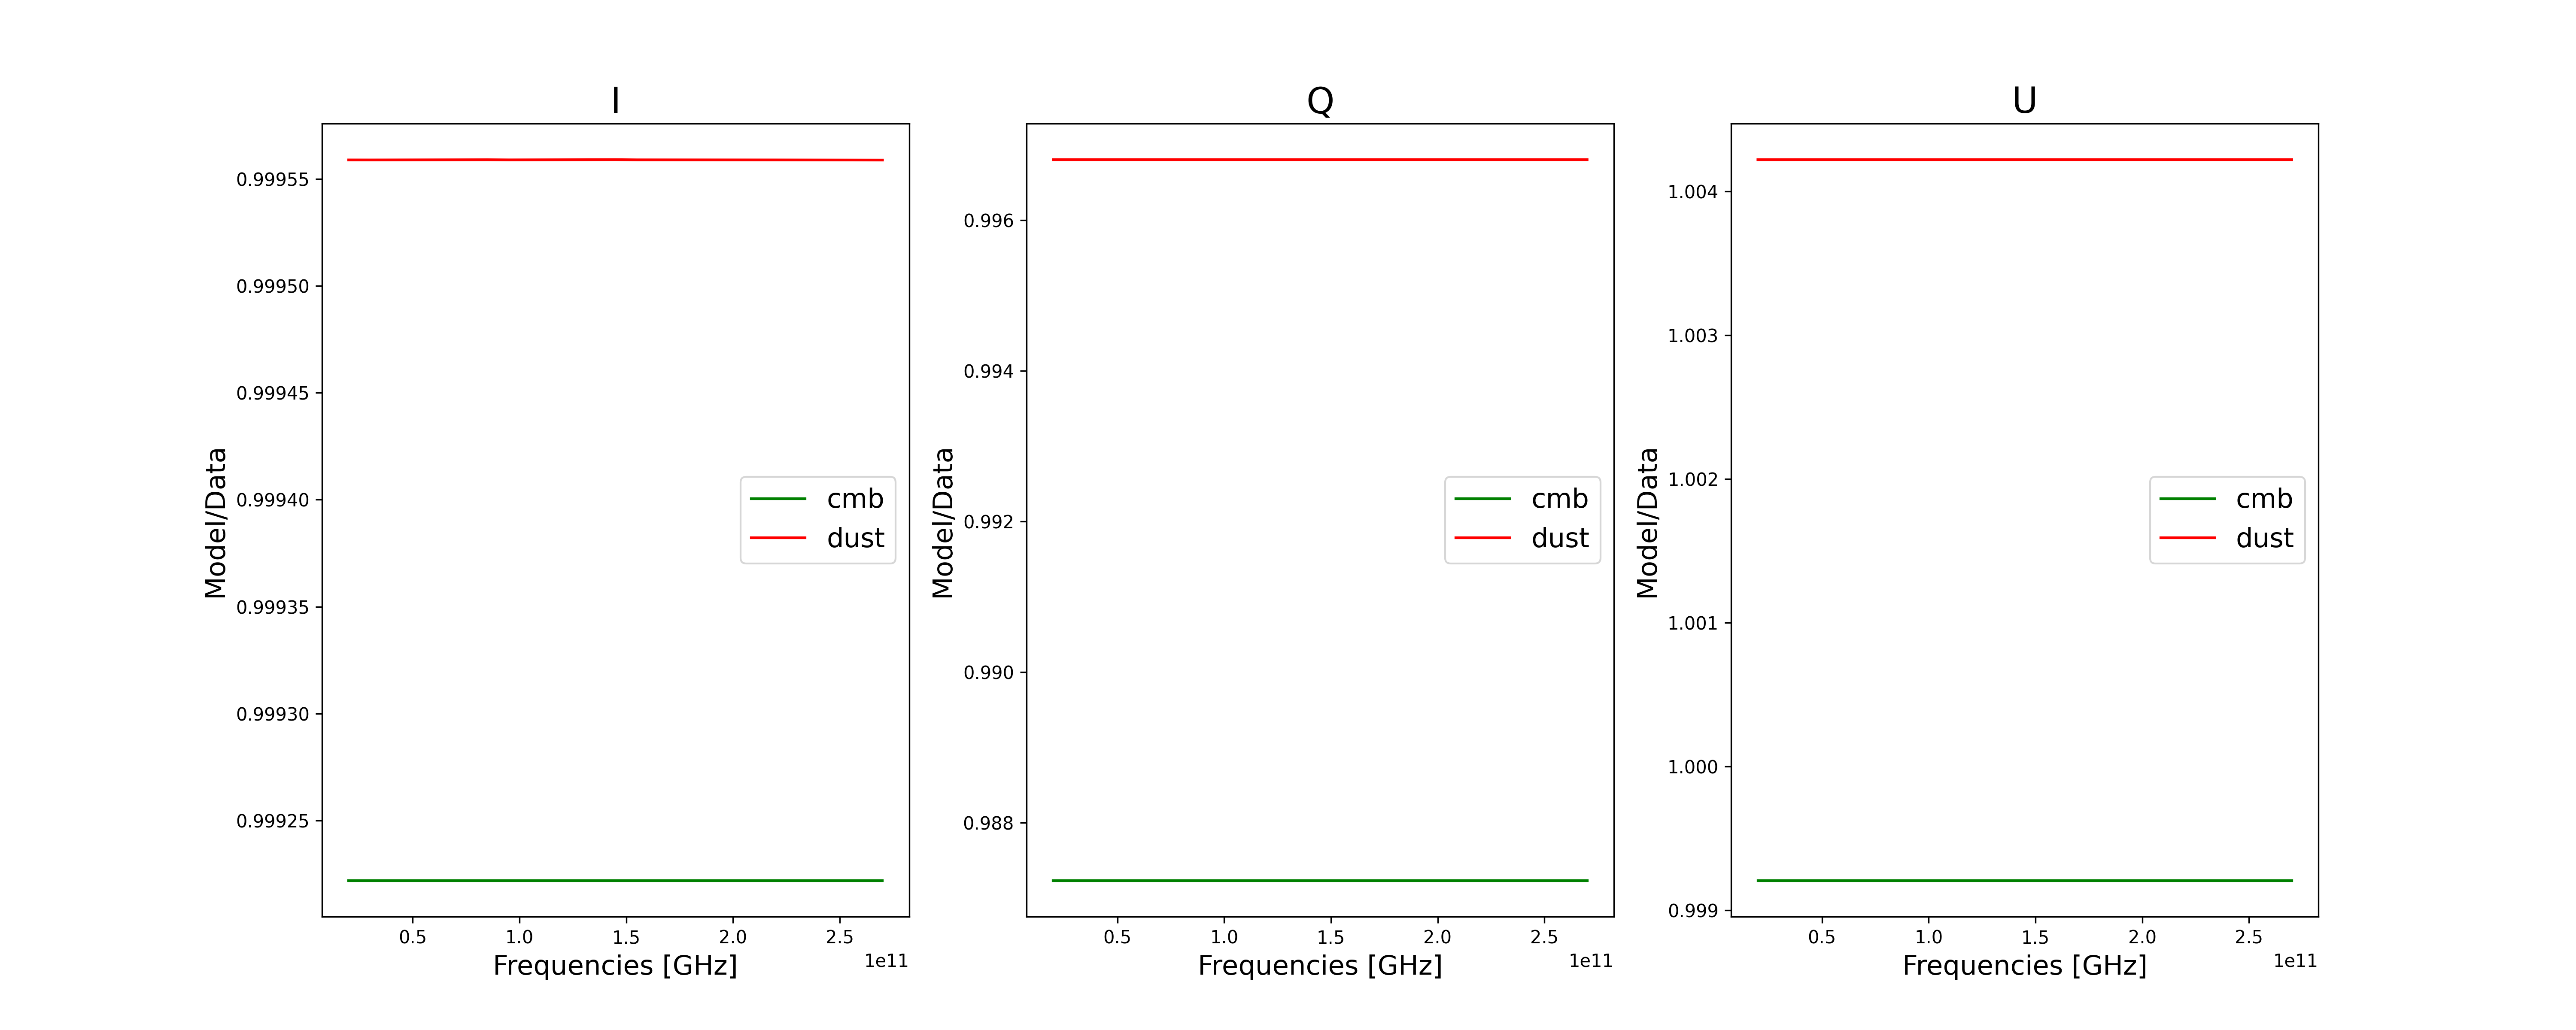 I
Model/Data
0.99955
0.99950
0.99945
0.99940
0.99935
0.99930
0.99925
cmb
dust
0.5 1.0 1.5 2.0 2.5
1e11
Frequencies [GHz]
Q
Model/Data
0.996
0.994
0.992
0.990
0.988
cmb
dust
0.5 1.0 1.5 2.0 2.5
1e11
Frequencies [GHz]
U
Model/Data
1.004
1.003
1.002
1.001
1.000
0.999
cmb
dust
0.5 1.0 1.5 2.0 2.5
1e11
Frequencies [GHz]